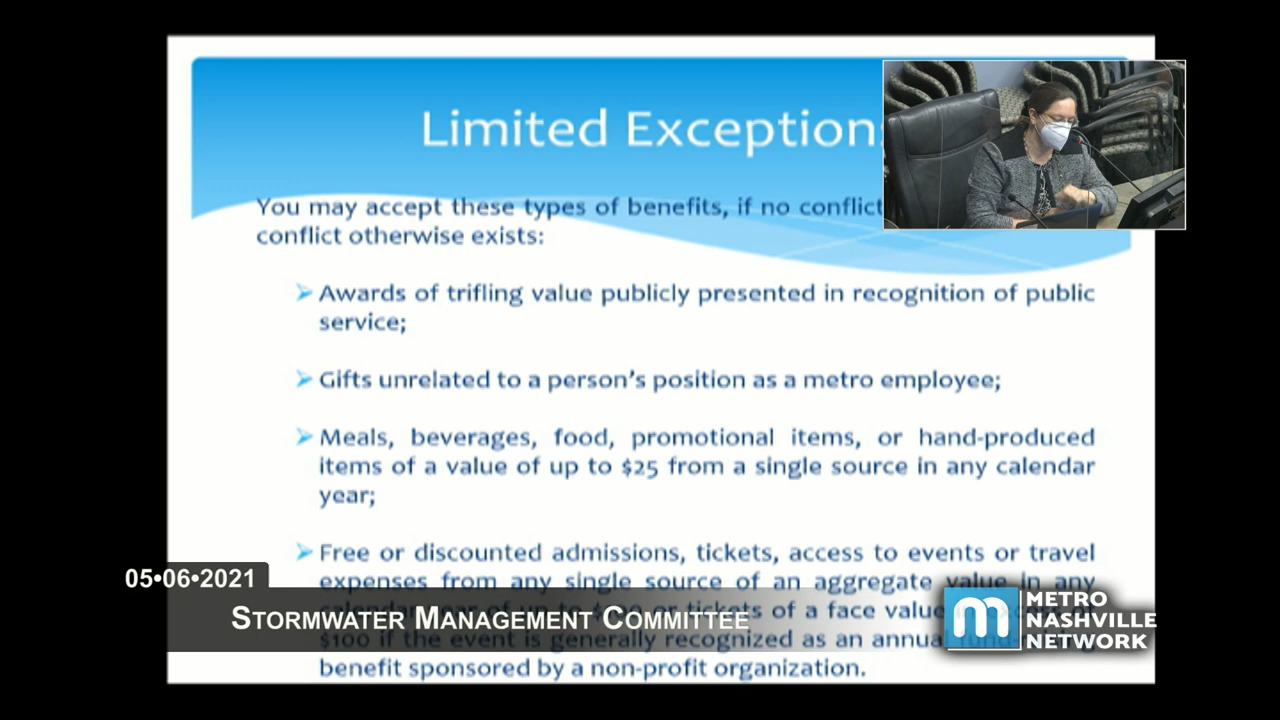 Limited Exception
You may accept these types of benefits, if no conflict
conflict otherwise exists:
➢ Awards of trifling value publicly presented in recognition of public
service;
➢ Gifts unrelated to a person's position as a metro employee;
➢ Meals, beverages, food, promotional items, or hand-produced
items of a value of up to $25 from a single source in any calendar
year;
➢ Free or discounted admissions, tickets, access to events or travel
expenses from any single source of an aggregate value in any
or tickets of a face value
$100 if the event is generally recognized as an annual
benefit sponsored by a non-profit organization.
05•06•2021
STORMWATER MANAGEMENT COMMITTEE
m METRO
NASHVILLE
NETWORK